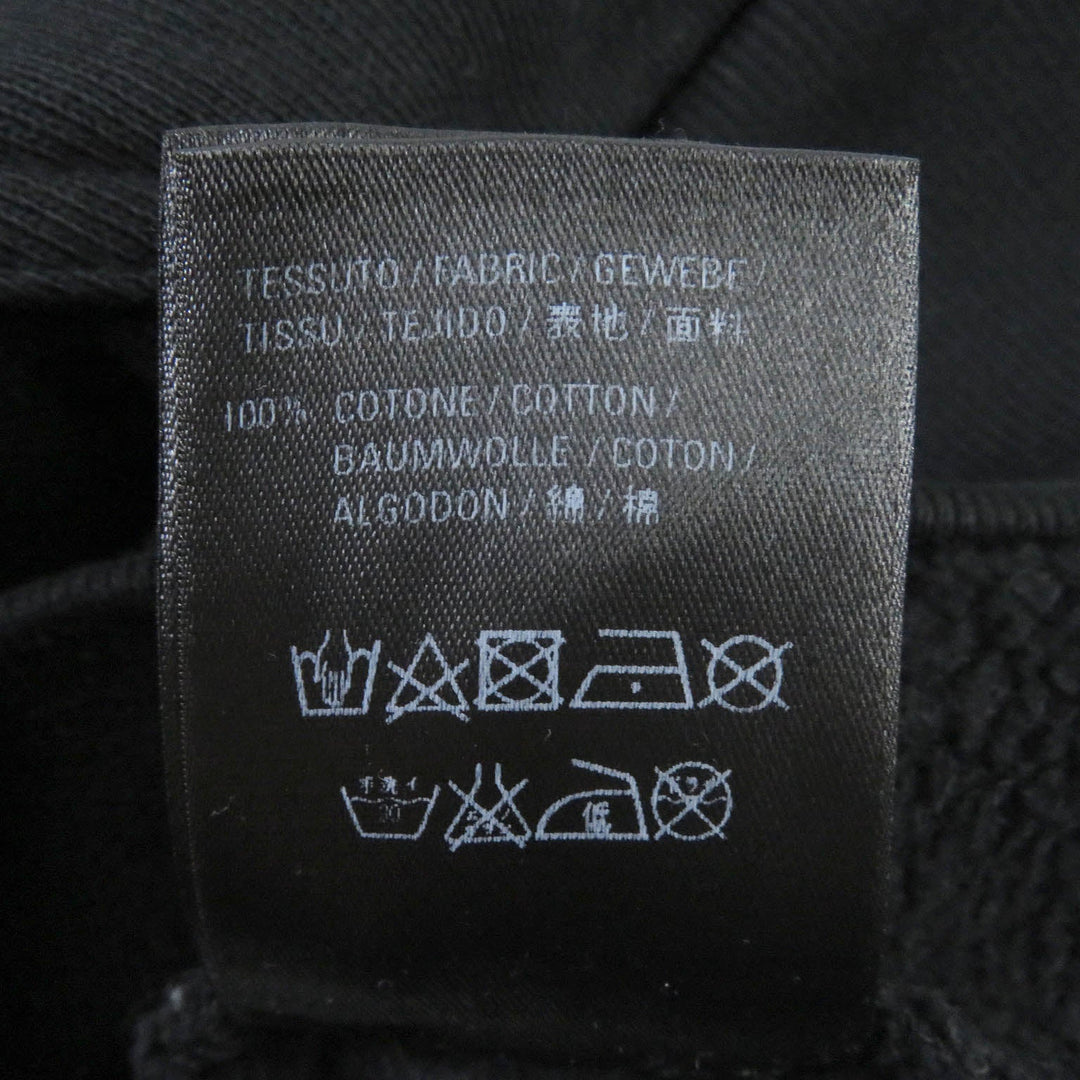 TESSUTO / FABRIC / GEWEBE /
TISSU / TEJIDO / 表地 / 面料
100% COTONE / COTTON /
BAUMWOLLE / COTON /
ALGODON / 綿 / 棉
手洗イ
30
低